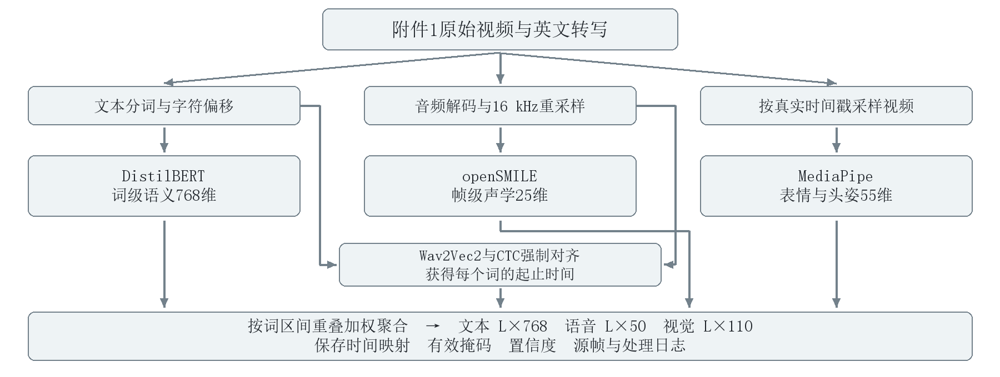 附件1原始视频与英文转写
文本分词与字符偏移
音频解码与16 kHz重采样
按真实时间戳采样视频
DistilBERT
词级语义768维
openSMILE
帧级声学25维
MediaPipe
表情与头姿55维
Wav2Vec2与CTC强制对齐
获得每个词的起止时间
按词区间重叠加权聚合 → 文本 L×768 语音 L×50 视觉 L×110
保存时间映射 有效掩码 置信度 源帧与处理日志